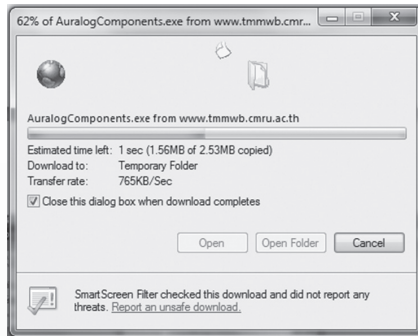 62% of AuralogComponents.exe from www.tmmwb.cmr...
AuralogComponents.exe from www.tmmwb.cmru.ac.th
Estimated time left: 1 sec (1.56MB of 2.53MB copied)
Download to: Temporary Folder
Transfer rate: 765KB/Sec
Close this dialog box when download completes
Open Open Folder Cancel
SmartScreen Filter checked this download and did not report any
threats. Report an unsafe download.